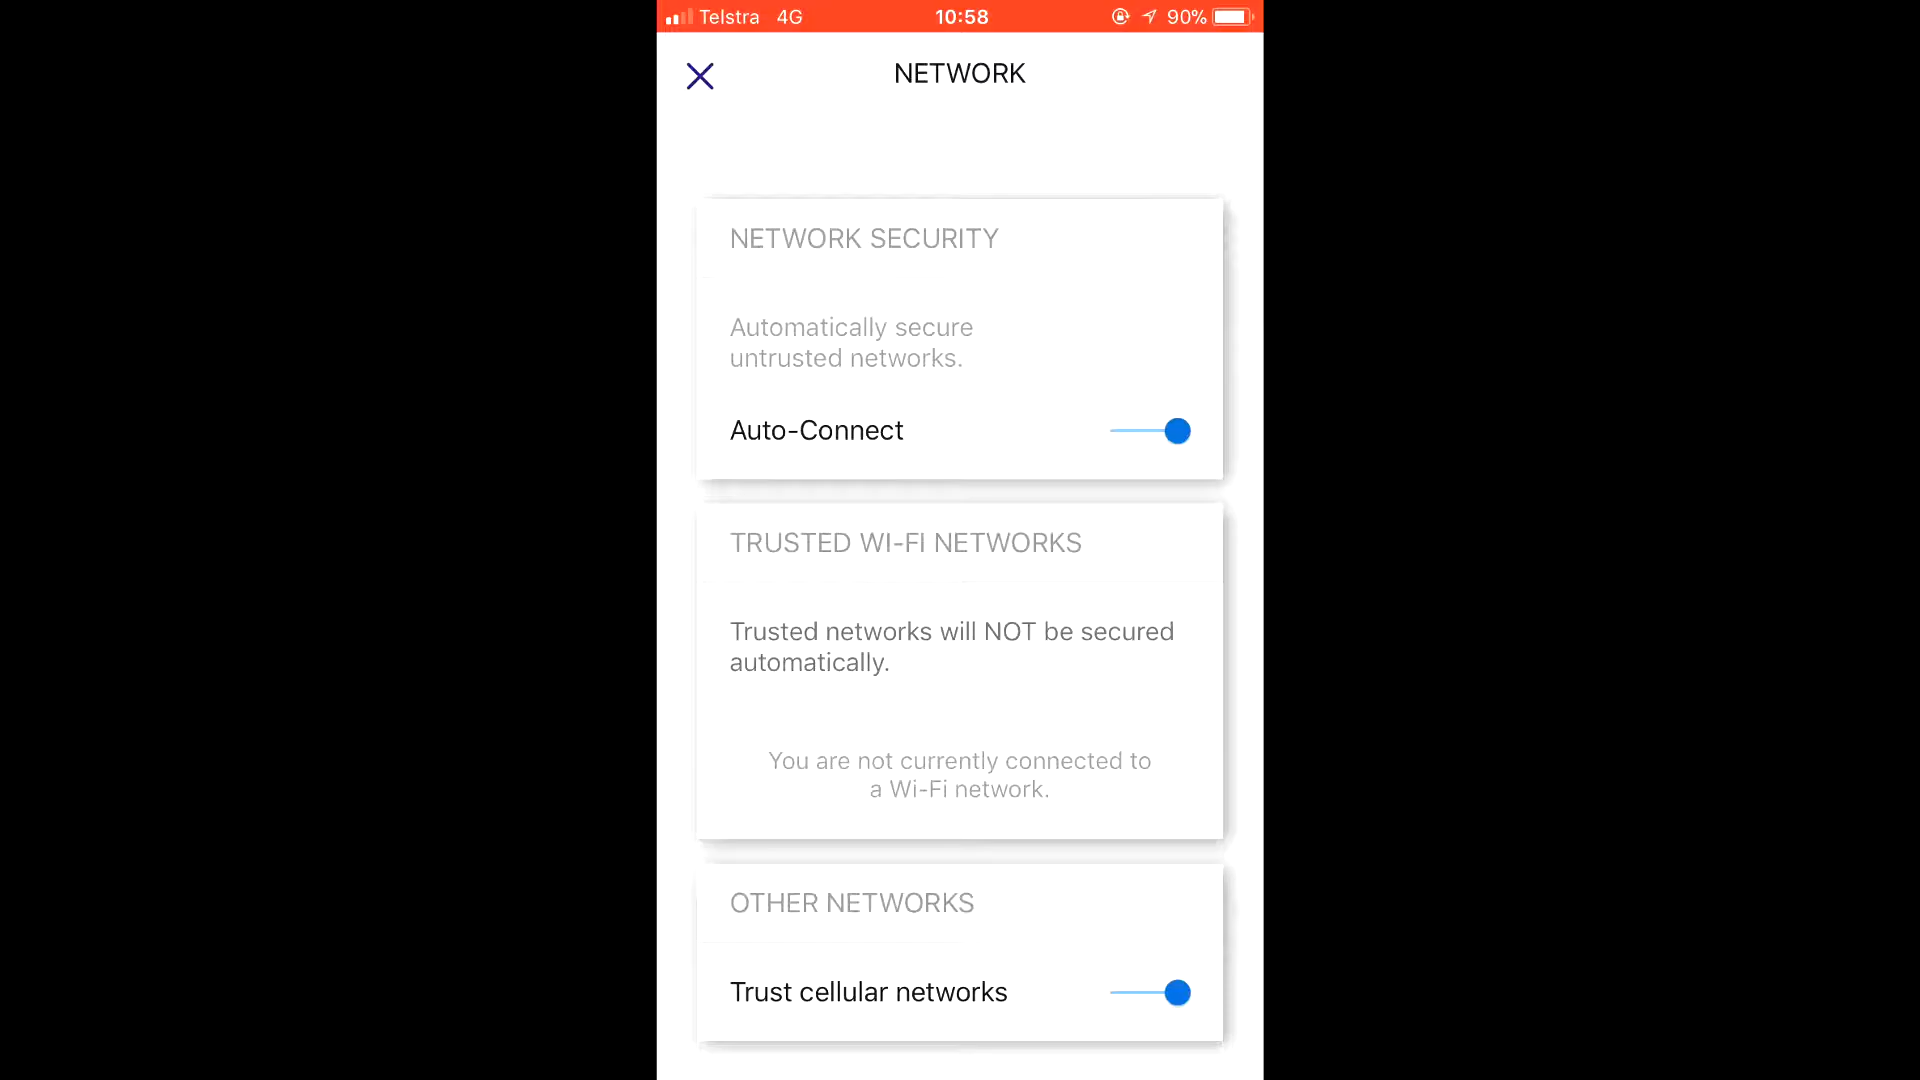 Telstra 4G 10:58 90%
NETWORK
NETWORK SECURITY
Automatically secure
untrusted networks.
Auto-Connect
TRUSTED WI-FI NETWORKS
Trusted networks will NOT be secured
automatically.
You are not currently connected to
a Wi-Fi network.
OTHER NETWORKS
Trust cellular networks